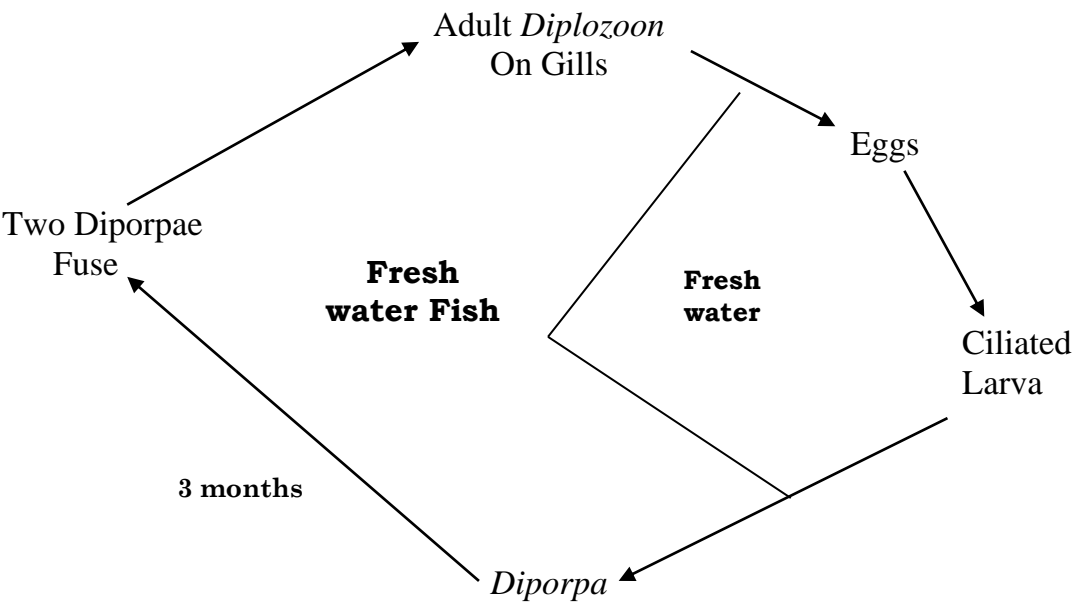 Adult Diplozoon
On Gills
Eggs
Two Diporpae
Fuse
Fresh
water Fish
Fresh
water
Ciliated
Larva
3 months
Diporpa